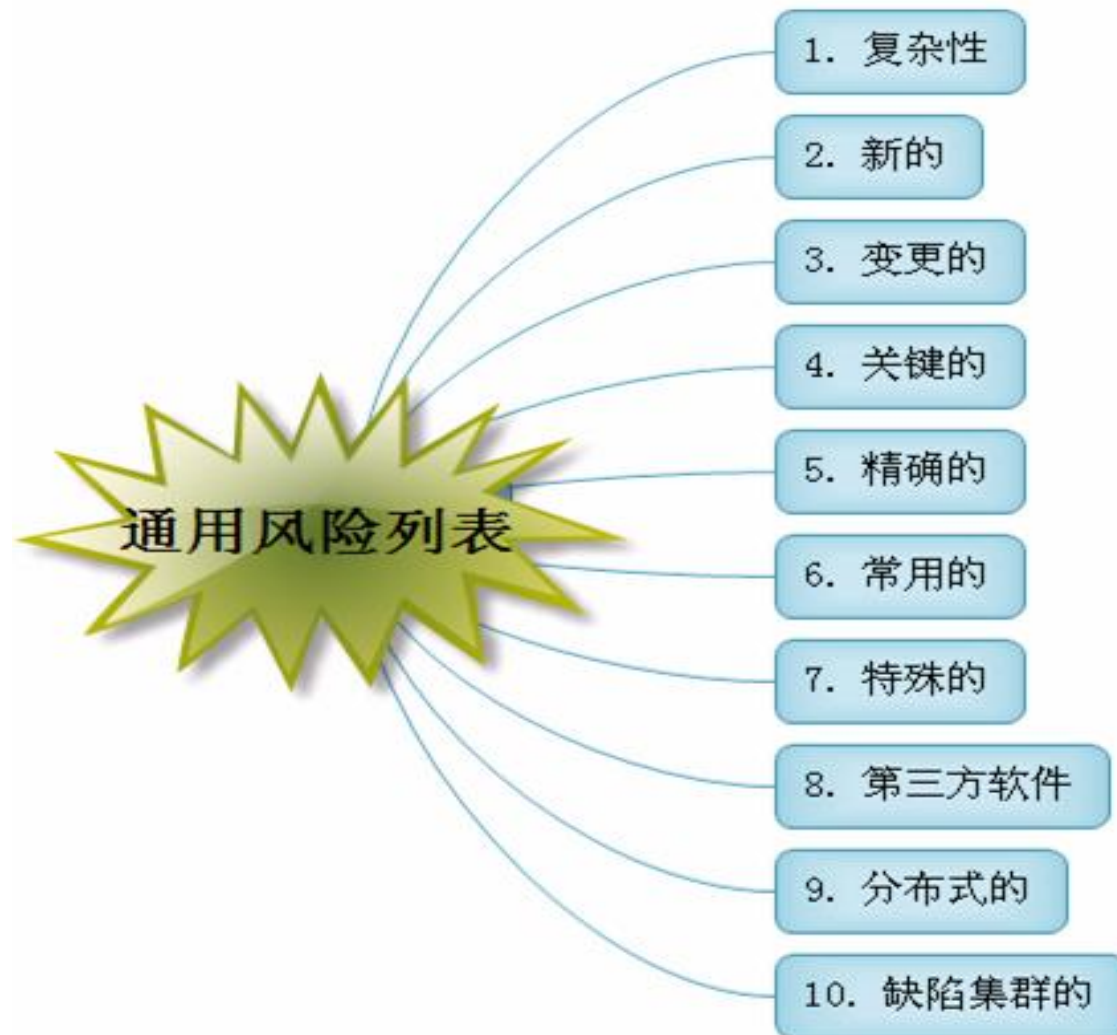 1. 复杂性
2. 新的
3. 变更的
4. 关键的
5. 精确的
通用风险列表
6. 常用的
7. 特殊的
8. 第三方软件
9. 分布式的
10. 缺陷集群的